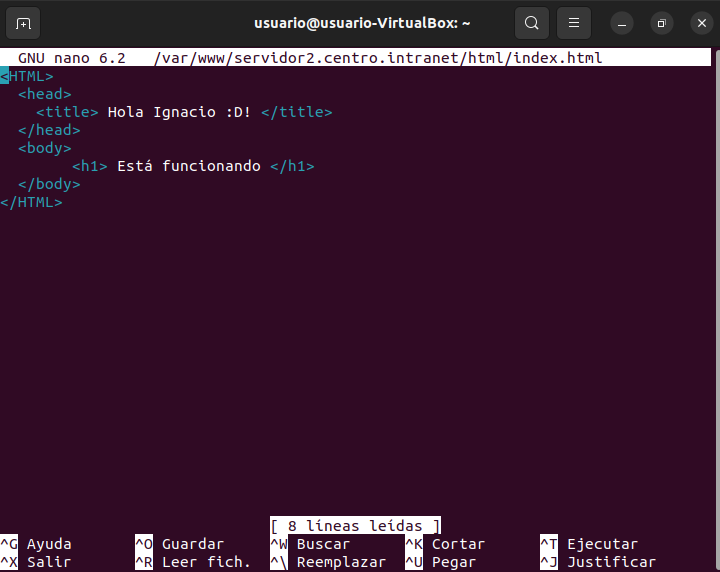 usuario@usuario-VirtualBox: ~
GNU nano 6.2 /var/www/servidor2.centro.intranet/html/index.html
<HTML>
<head>
<title> Hola Ignacio :D! </title>
</head>
<body>
<h1> Está funcionando </h1>
</body>
</HTML>
[ 8 líneas leídas ]
^G Ayuda ^O Guardar ^W Buscar ^K Cortar ^T Ejecutar
^X Salir ^R Leer fich. ^\ Reemplazar ^U Pegar ^J Justificar